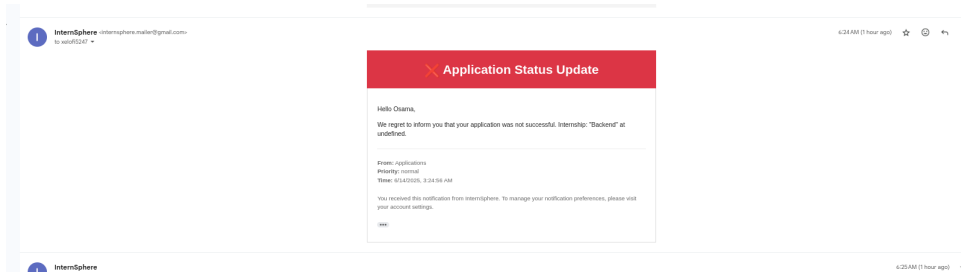 InternSphere <internsphere.mailer@gmail.com>
6:24 AM (1 hour ago)
I
to xelofi5247
❌ Application Status Update
Hello Osama,
We regret to inform you that your application was not successful. Internship: "Backend" at
undefined.
From: Applications
Priority: normal
Time: 6/14/2025, 3:24:56 AM
You received this notification from InternSphere. To manage your notification preferences, please visit
your account settings.
•••
InternSphere
6:25 AM (1 hour ago)
I